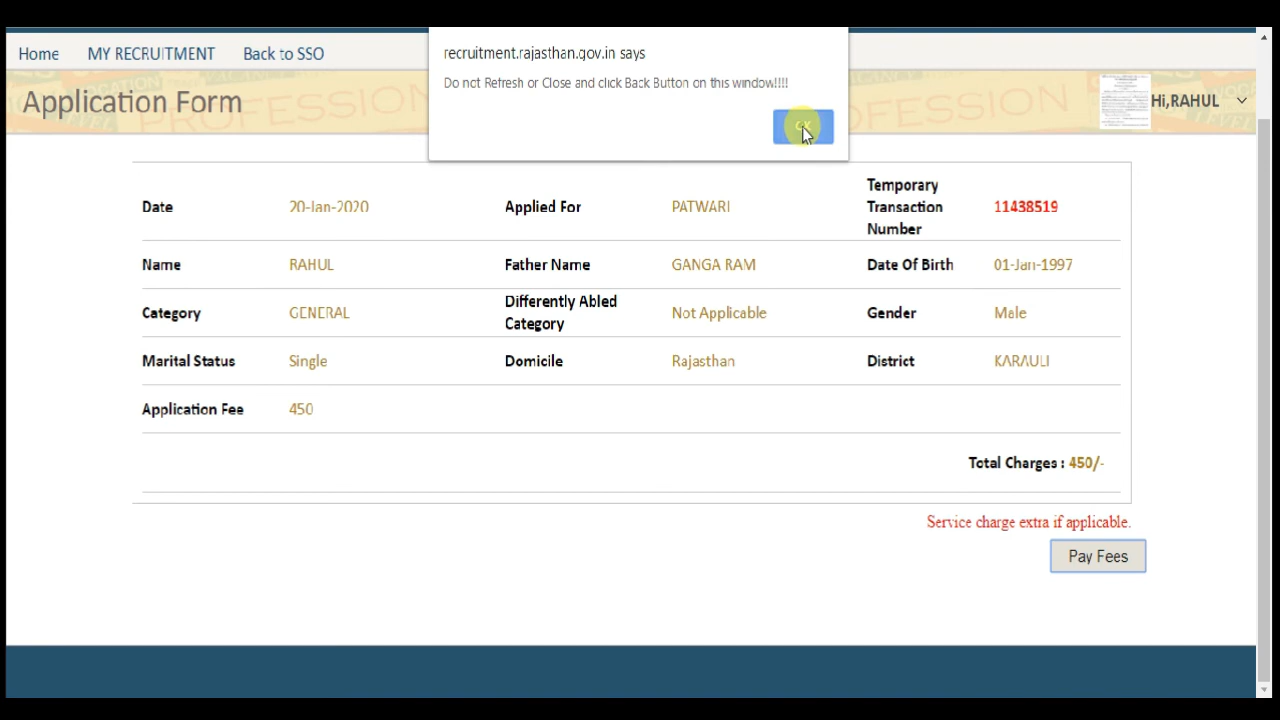 Home MY RECRUITMENT Back to SSO
recruitment.rajasthan.gov.in says
Do not Refresh or Close and click Back Button on this window!!!!
OK
Application Form
PROFESSION
Hi,RAHUL
Date 20-Jan-2020 Applied For PATWARI Temporary Transaction Number 11438519
Name RAHUL Father Name GANGA RAM Date Of Birth 01-Jan-1997
Category GENERAL Differently Abled Category Not Applicable Gender Male
Marital Status Single Domicile Rajasthan District KARAULI
Application Fee 450
Total Charges : 450/-
Service charge extra if applicable.
Pay Fees